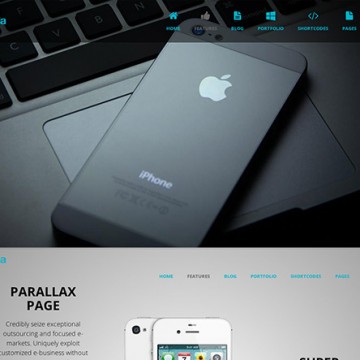 a
HOME FEATURES BLOG PORTFOLIO SHORTCODES PAGES
iPhone
a
HOME FEATURES BLOG PORTFOLIO SHORTCODES PAGES
PARALLAX
PAGE
Credibly seize exceptional
outsourcing and focused e-
markets. Uniquely exploit
customized e-business without